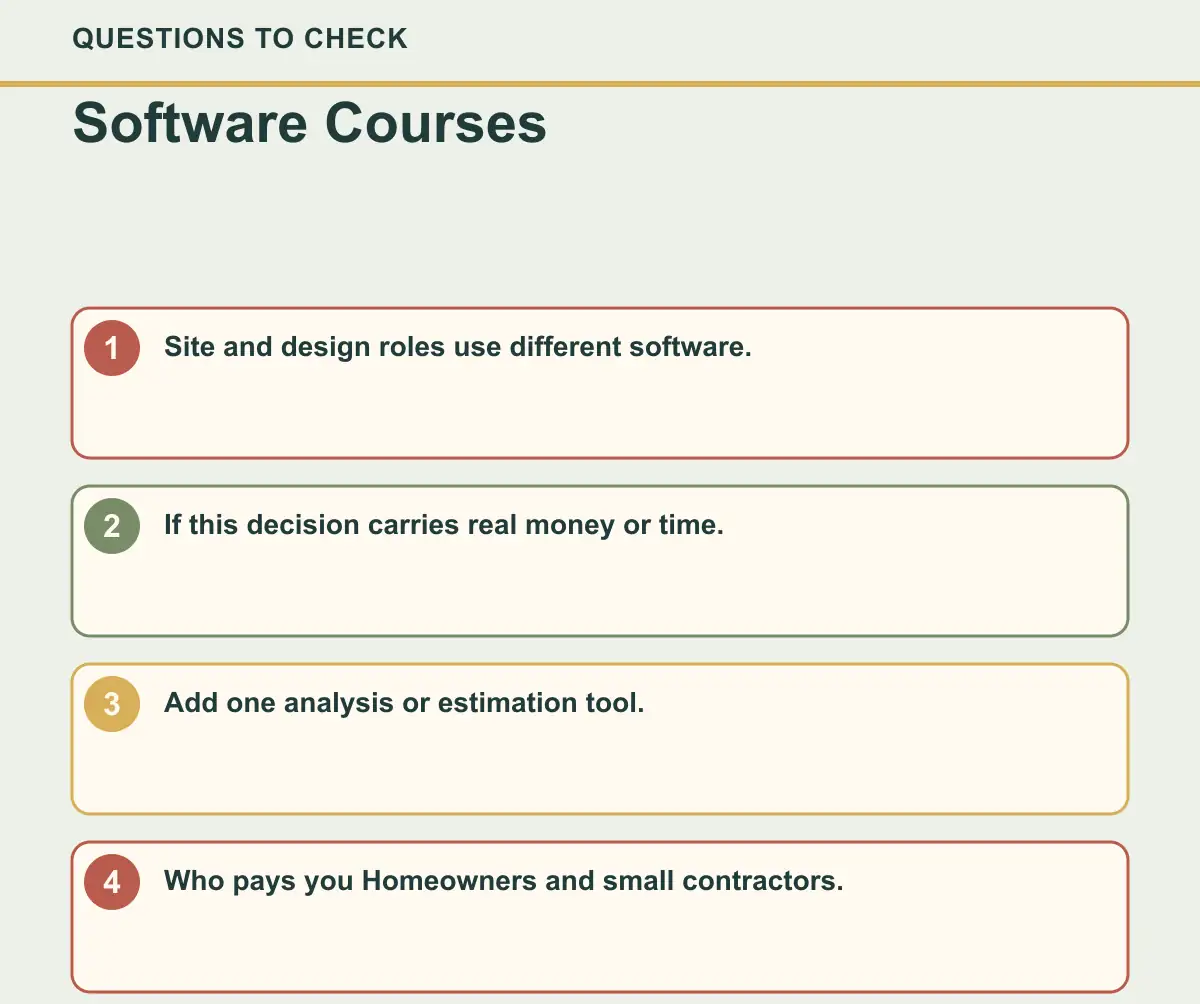 QUESTIONS TO CHECK
Software Courses
1 Site and design roles use different software.
2 If this decision carries real money or time.
3 Add one analysis or estimation tool.
4 Who pays you Homeowners and small contractors.